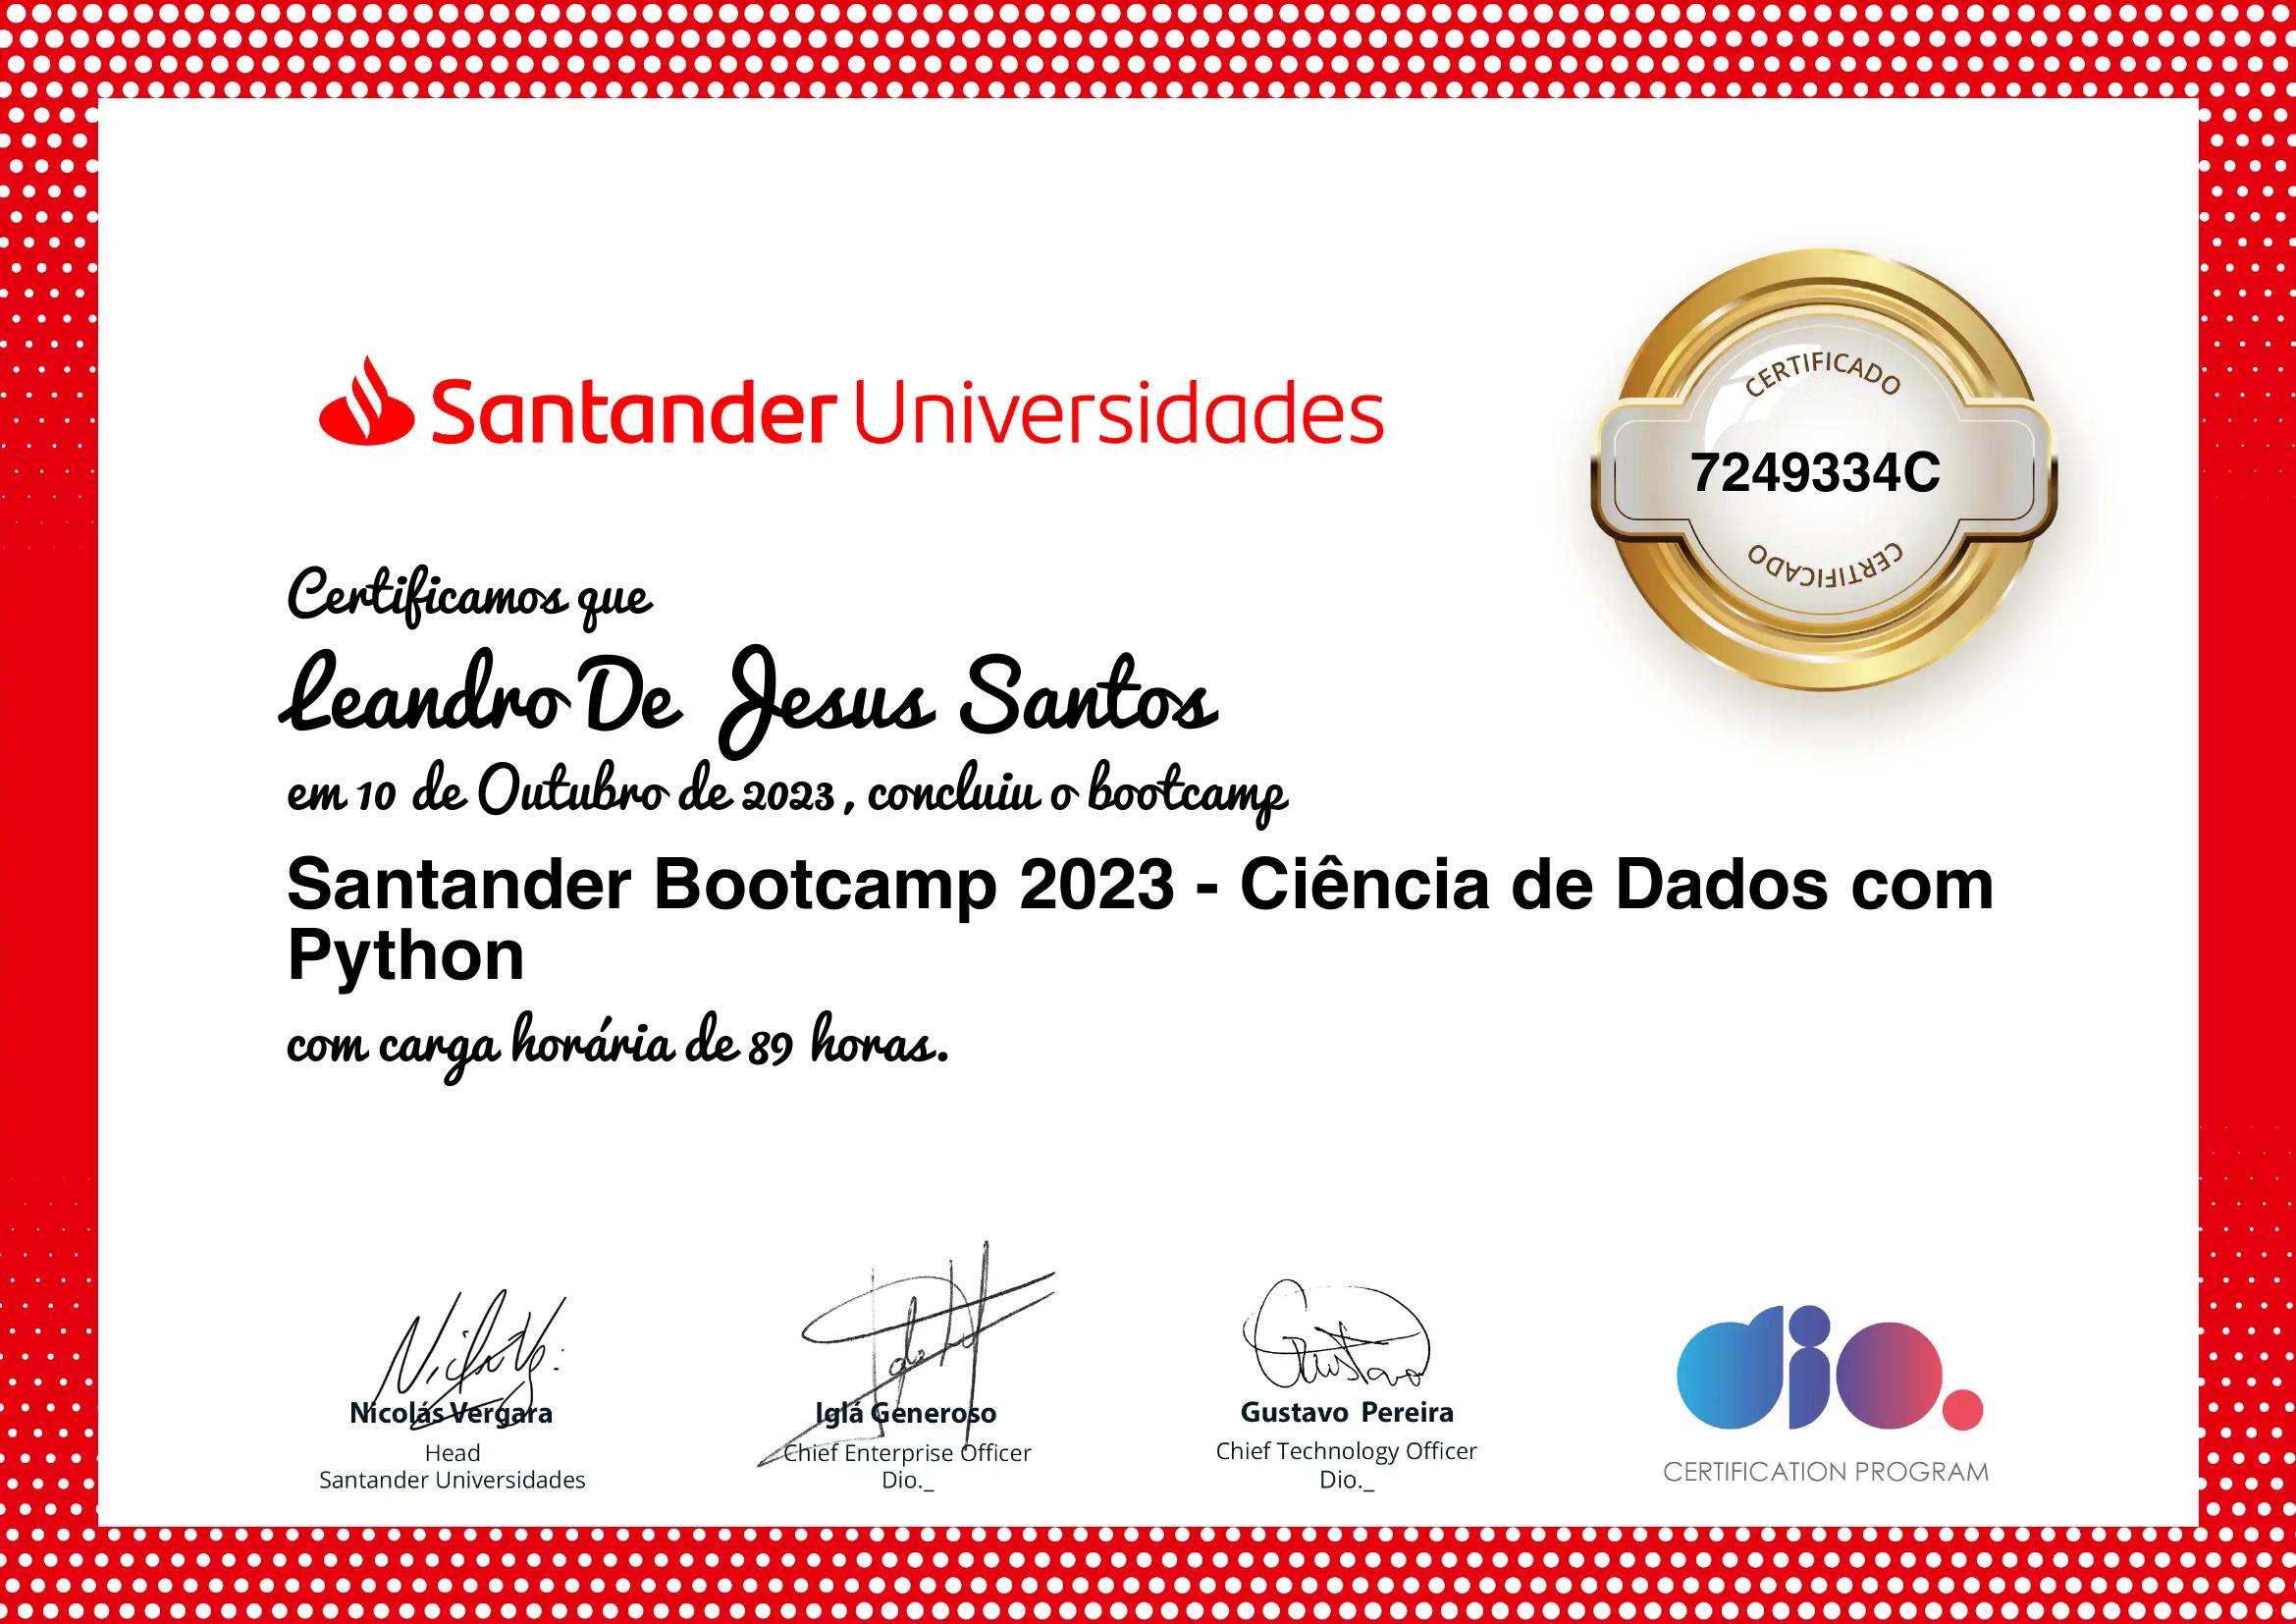 Santander Universidades
CERTIFICADO
7249334C
CERTIFICADO
Certificamos que
Leandro De Jesus Santos
em 10 de Outubro de 2023, concluiu o bootcamp
Santander Bootcamp 2023 - Ciência de Dados com
Python
com carga horária de 89 horas.
Nicolás Vergara
Head
Santander Universidades
Iglá Generoso
Chief Enterprise Officer
Dio._
Gustavo
Gustavo Pereira
Chief Technology Officer
Dio._
dio.
CERTIFICATION PROGRAM